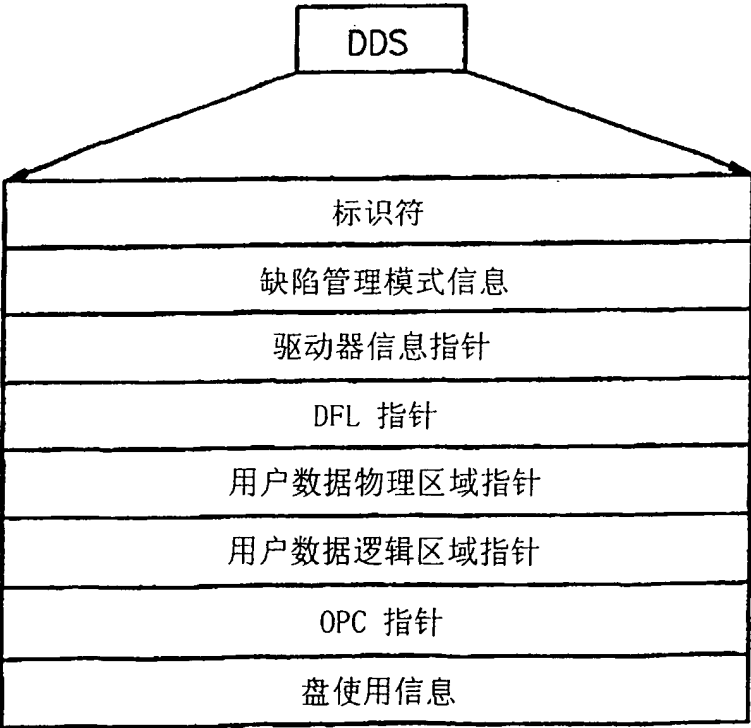 DDS
标识符
缺陷管理模式信息
驱动器信息指针
DFL 指针
用户数据物理区域指针
用户数据逻辑区域指针
OPC 指针
盘使用信息